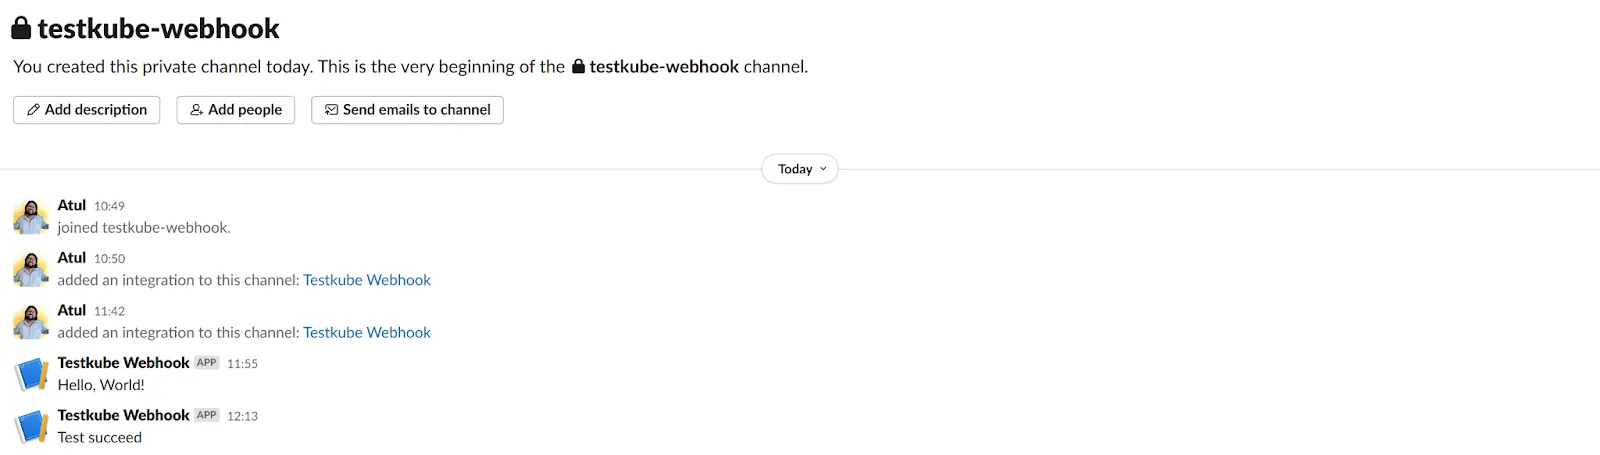 testkube-webhook
You created this private channel today. This is the very beginning of the testkube-webhook channel.
Add description Add people Send emails to channel
Today
Atul 10:49
joined testkube-webhook.
Atul 10:50
added an integration to this channel: Testkube Webhook
Atul 11:42
added an integration to this channel: Testkube Webhook
Testkube Webhook APP 11:55
Hello, World!
Testkube Webhook APP 12:13
Test succeed